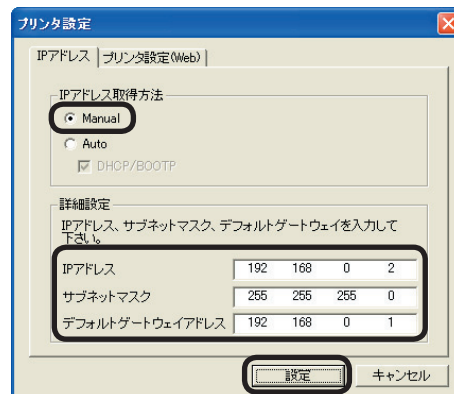 プリンタ設定
IPアドレス プリンタ設定(Web)
IPアドレス取得方法
Manual
Auto
DHCP/BOOTP
詳細設定
IPアドレス、サブネットマスク、デフォルトゲートウェイを入力して
下さい。
IPアドレス 192 168 0 2
サブネットマスク 255 255 255 0
デフォルトゲートウェイアドレス 192 168 0 1
設定 キャンセル